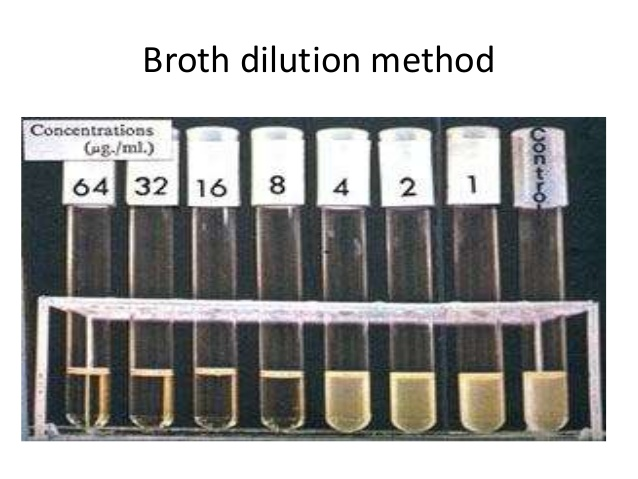 Broth dilution method
Concentrations
(µg./ml.)
64 32 16 8 4 2 1 Control